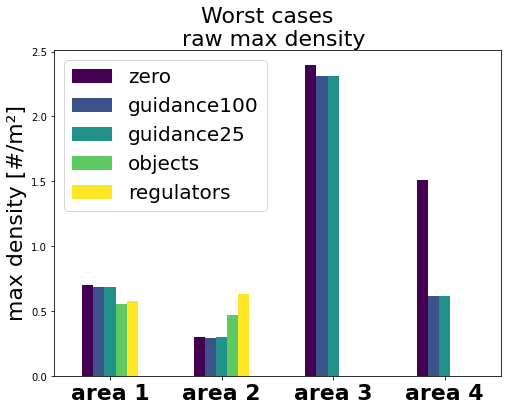 Worst cases
raw max density
max density [#/m²]
2.5
2.0
1.5
1.0
0.5
0.0
zero
guidance100
guidance25
objects
regulators
area 1
area 2
area 3
area 4